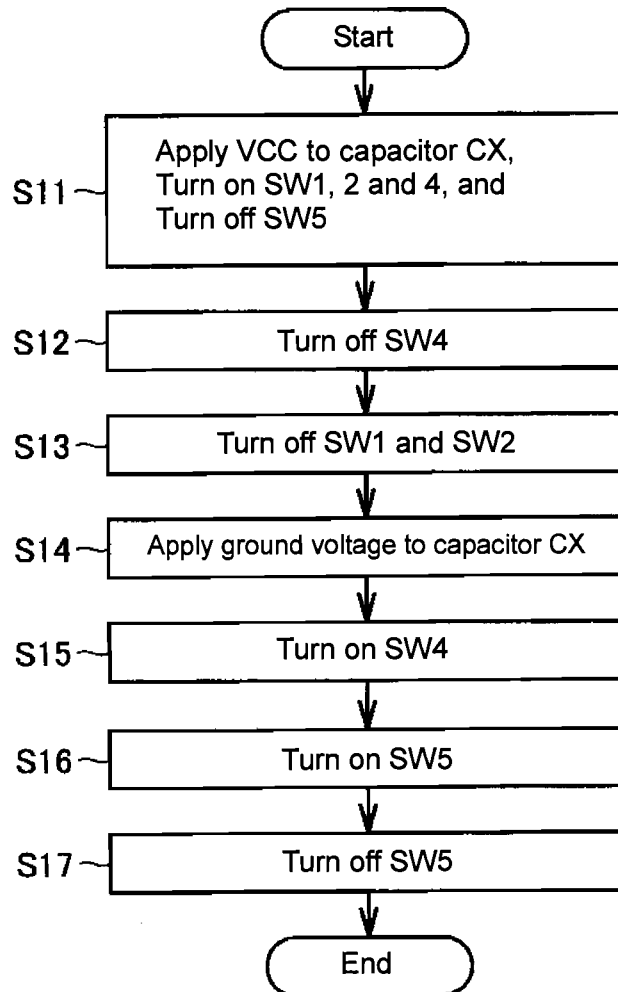 Start
S11
Apply VCC to capacitor CX,
Turn on SW1, 2 and 4, and
Turn off SW5
S12
Turn off SW4
S13
Turn off SW1 and SW2
S14
Apply ground voltage to capacitor CX
S15
Turn on SW4
S16
Turn on SW5
S17
Turn off SW5
End